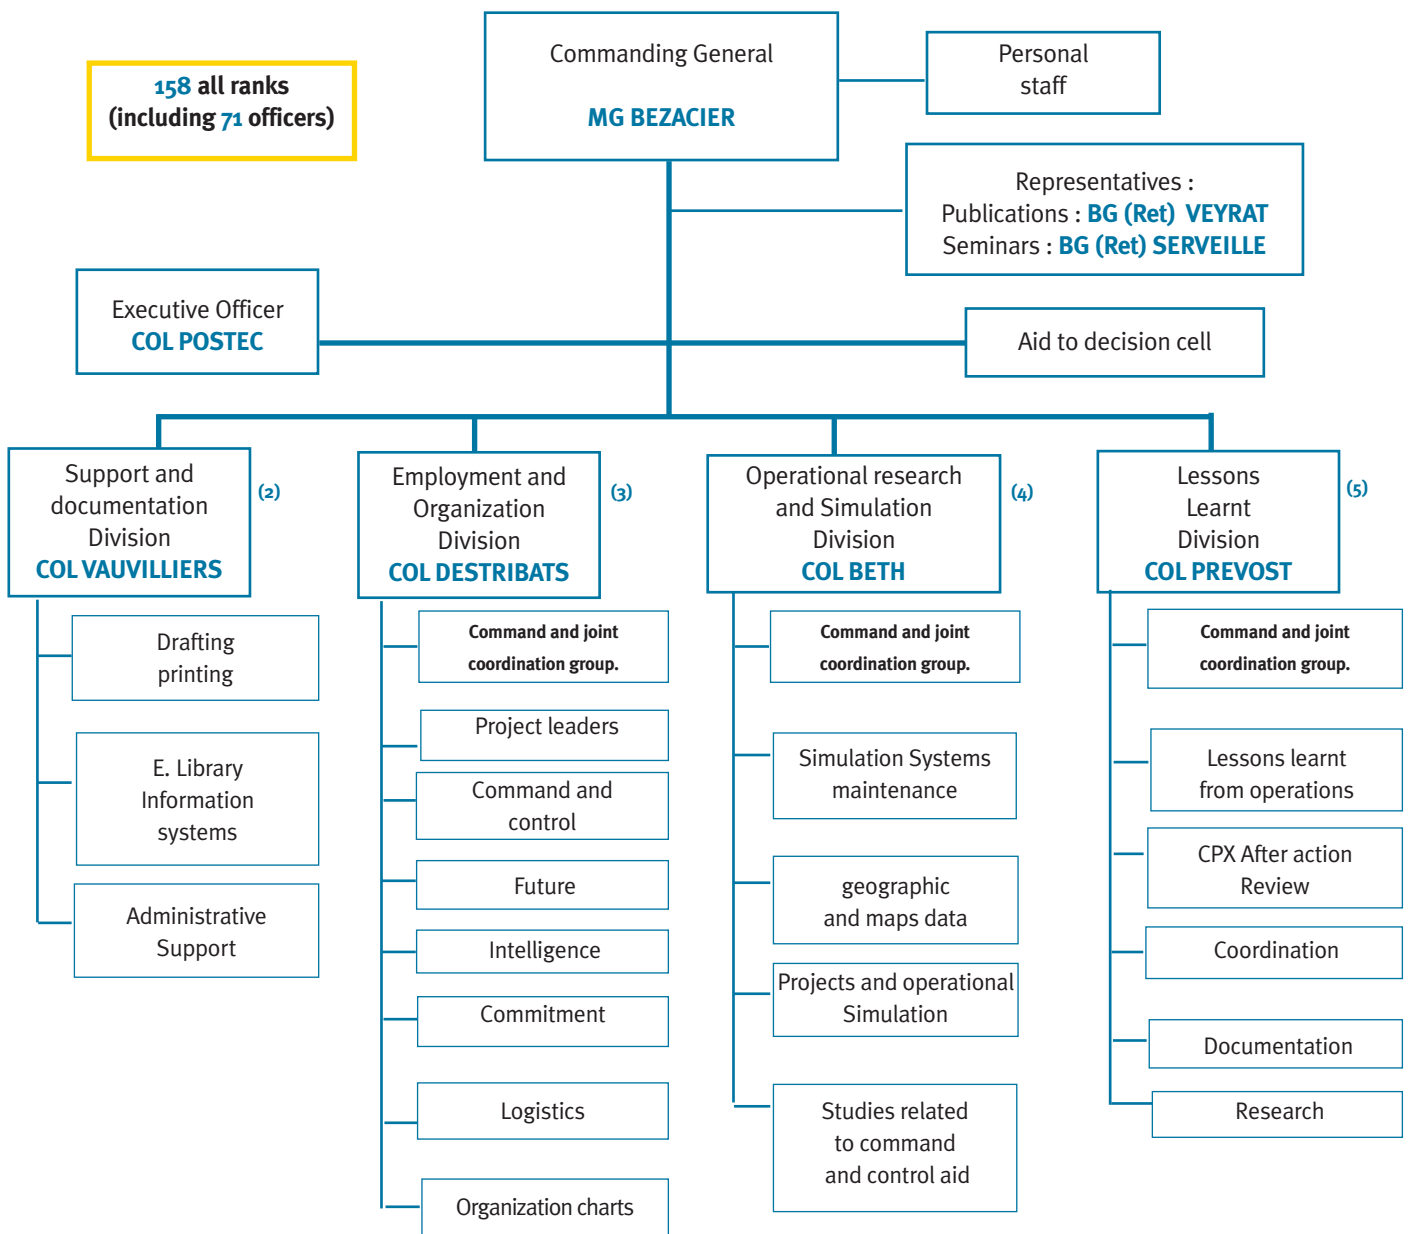 Commanding General
MG BEZACIER
Personal
staff
158 all ranks
(including 71 officers)
Representatives :
Publications : BG (Ret) VEYRAT
Seminars : BG (Ret) SERVEILLE
Executive Officer
COL POSTEC
Aid to decision cell
Support and
documentation
Division
COL VAUVILLIERS
(2)
Employment and
Organization
Division
COL DESTRIBATS
(3)
Operational research
and Simulation
Division
COL BETH
(4)
Lessons
Learnt
Division
COL PREVOST
(5)
Drafting
printing
E. Library
Information
systems
Administrative
Support
Command and joint
coordination group.
Project leaders
Command and
control
Future
Intelligence
Commitment
Logistics
Organization charts
Command and joint
coordination group.
Simulation Systems
maintenance
geographic
and maps data
Projects and operational
Simulation
Studies related
to command
and control aid
Command and joint
coordination group.
Lessons learnt
from operations
CPX After action
Review
Coordination
Documentation
Research